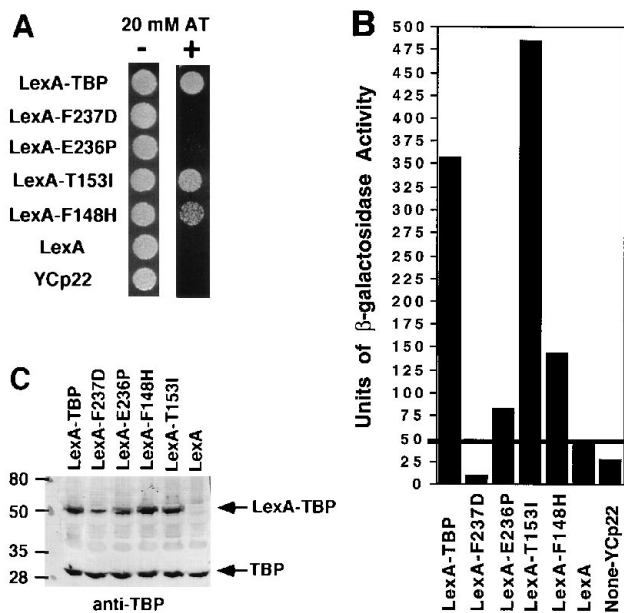 A
20 mM AT
- +
LexA-TBP
LexA-F237D
LexA-E236P
LexA-T153I
LexA-F148H
LexA
YCp22
B
Units of β-galactosidase Activity
500
475
450
425
400
375
350
325
300
275
250
225
200
175
150
125
100
75
50
25
0
LexA-TBP
LexA-F237D
LexA-E236P
LexA-T153I
LexA-F148H
LexA
None-YCp22
C
LexA-TBP
LexA-F237D
LexA-E236P
LexA-F148H
LexA-T153I
LexA
80
50
35
28
LexA-TBP
TBP
anti-TBP